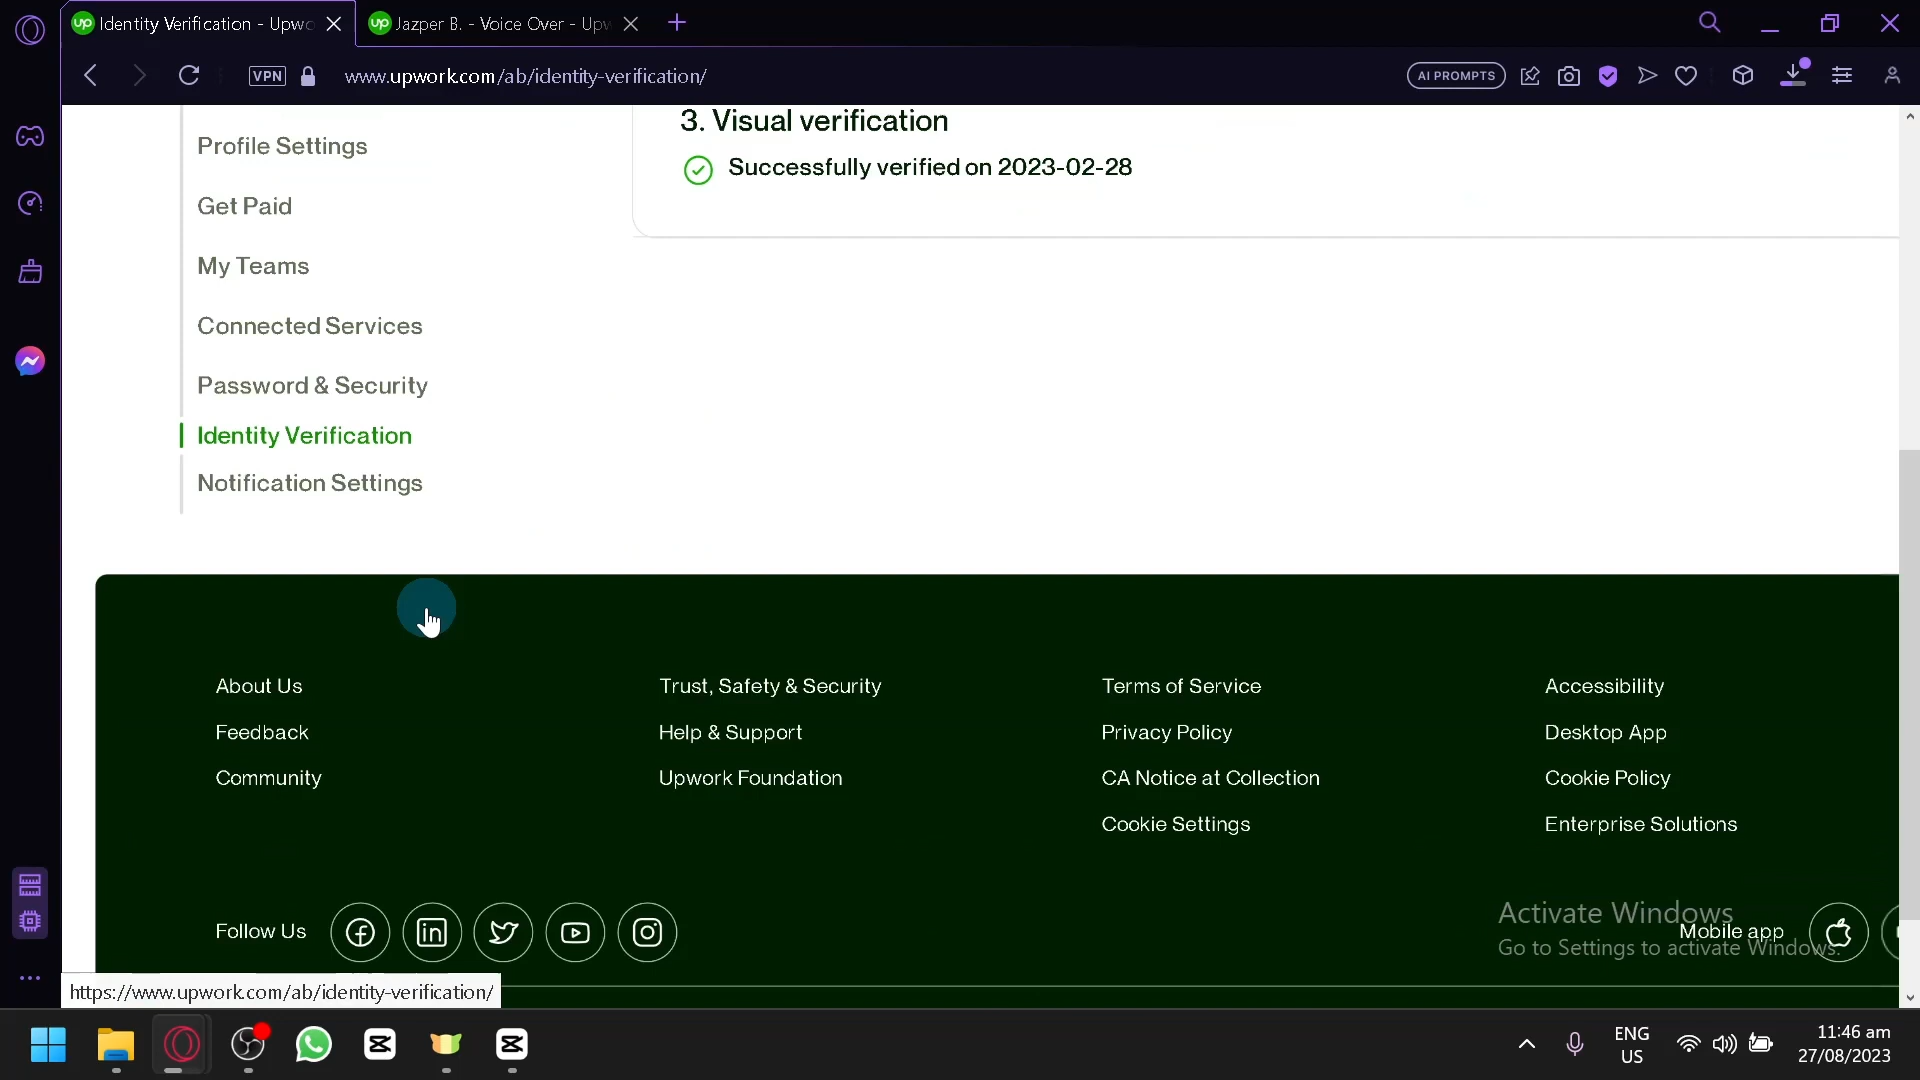 Identity Verification - Upwo
Jazper B. - Voice Over - Upw
VPN
www.upwork.com/ab/identity-verification/
AI PROMPTS
Profile Settings
Get Paid
My Teams
Connected Services
Password & Security
Identity Verification
Notification Settings
3. Visual verification
Successfully verified on 2023-02-28
About Us
Feedback
Community
Trust, Safety & Security
Help & Support
Upwork Foundation
Terms of Service
Privacy Policy
CA Notice at Collection
Cookie Settings
Accessibility
Desktop App
Cookie Policy
Enterprise Solutions
Follow Us
Mobile app
Activate Windows
Go to Settings to activate Windows.
https://www.upwork.com/ab/identity-verification/
ENG
US
11:46 am
27/08/2023